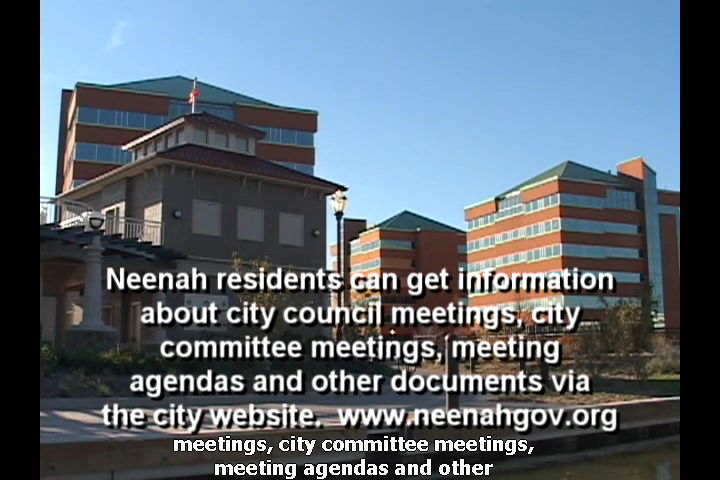 Neenah residents can get information
about city council meetings, city
committee meetings, meeting
agendas and other documents via
the city website.  www.neenahgov.org
meetings, city committee meetings,
meeting agendas and other